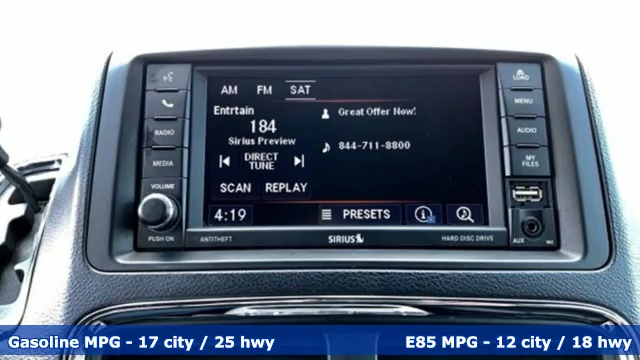 AM FM SAT
Entrtain
184
Sirius Preview
DIRECT
TUNE
SCAN REPLAY
Great Offer Now!
844-711-8800
4:19
PRESETS
RADIO
MEDIA
VOLUME
PUSH ON
LOAD
MENU
AUDIO
MY
FILES
AUX
ANTITHEFT
SIRIUS
HARD DISC DRIVE
Gasoline MPG - 17 city / 25 hwy
E85 MPG - 12 city / 18 hwy